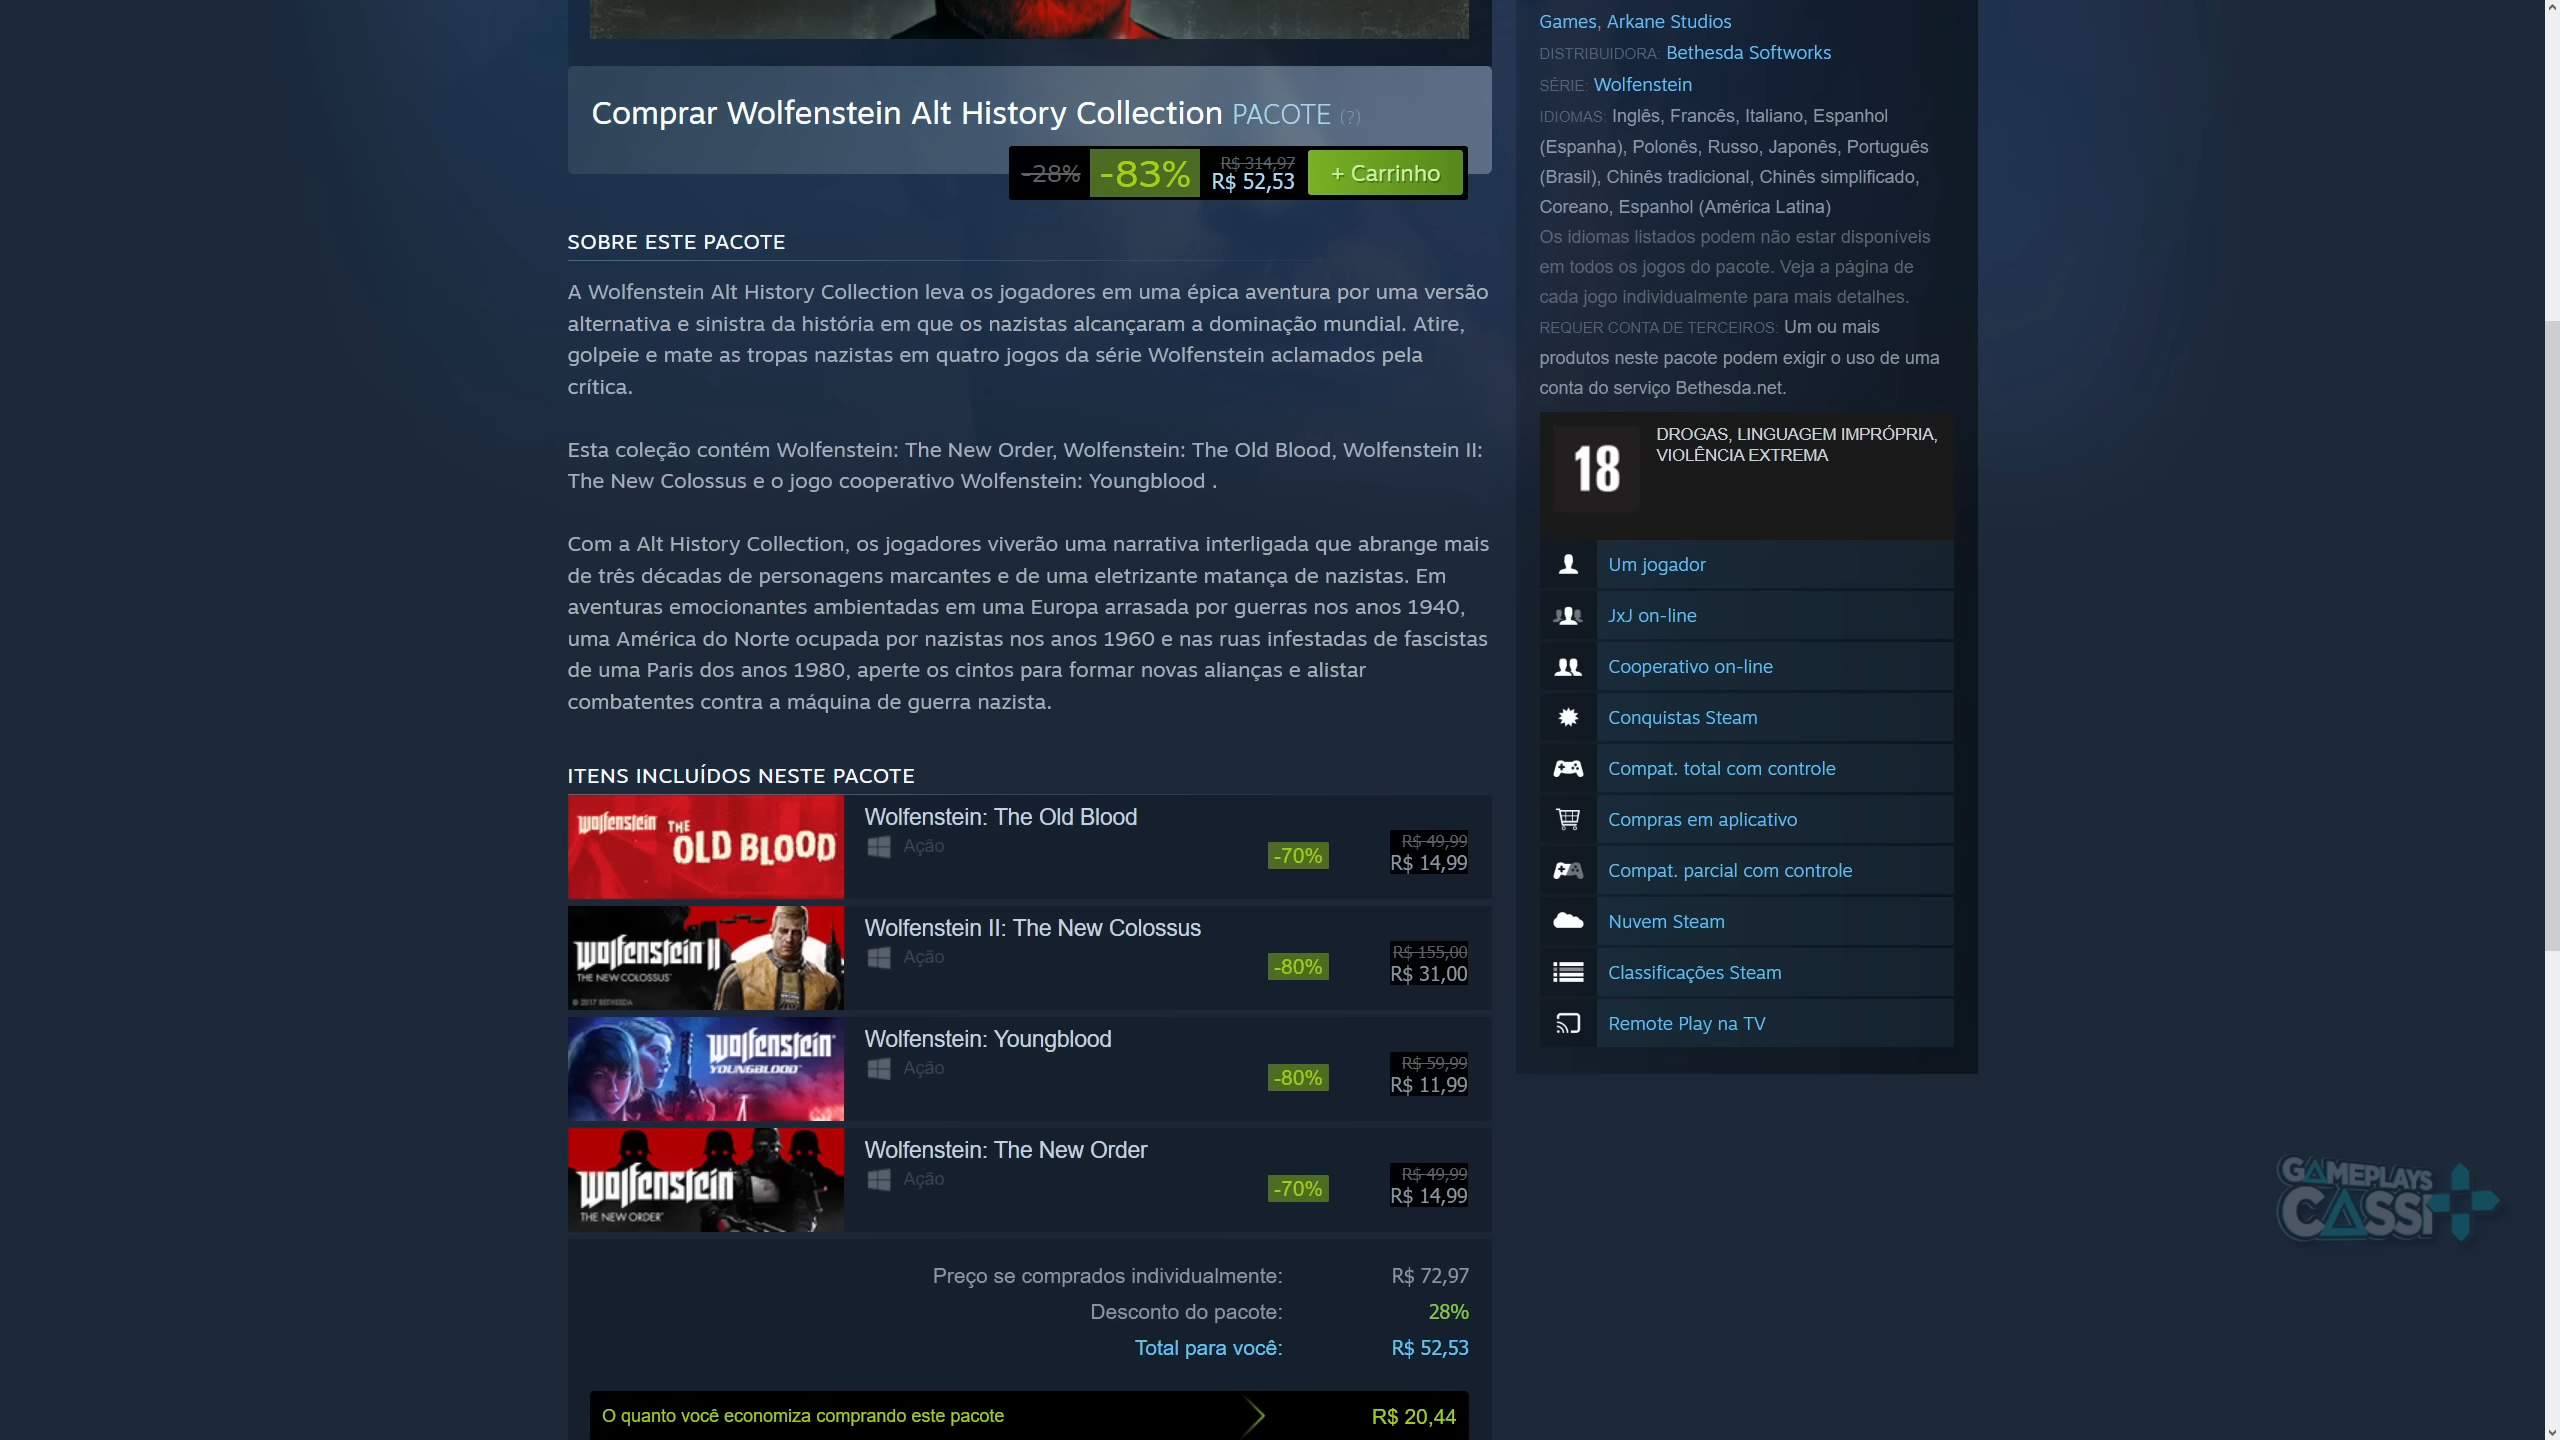 Comprar Wolfenstein Alt History Collection PACOTE (?)
-28% -83% R$ 314,97 R$ 52,53 + Carrinho
SOBRE ESTE PACOTE
A Wolfenstein Alt History Collection leva os jogadores em uma épica aventura por uma versão
alternativa e sinistra da história em que os nazistas alcançaram a dominação mundial. Atire,
golpeie e mate as tropas nazistas em quatro jogos da série Wolfenstein aclamados pela
crítica.
Esta coleção contém Wolfenstein: The New Order, Wolfenstein: The Old Blood, Wolfenstein II:
The New Colossus e o jogo cooperativo Wolfenstein: Youngblood .
Com a Alt History Collection, os jogadores viverão uma narrativa interligada que abrange mais
de três décadas de personagens marcantes e de uma eletrizante matança de nazistas. Em
aventuras emocionantes ambientadas em uma Europa arrasada por guerras nos anos 1940,
uma América do Norte ocupada por nazistas nos anos 1960 e nas ruas infestadas de fascistas
de uma Paris dos anos 1980, aperte os cintos para formar novas alianças e alistar
combatentes contra a máquina de guerra nazista.
ITENS INCLUÍDOS NESTE PACOTE
Wolfenstein THE OLD BLOOD
Wolfenstein: The Old Blood
Ação
-70%
R$ 49,99
R$ 14,99
Wolfenstein II
THE NEW COLOSSUS
© 2017 BETHESDA
Wolfenstein II: The New Colossus
Ação
-80%
R$ 155,00
R$ 31,00
Wolfenstein
YOUNGBLOOD
Wolfenstein: Youngblood
Ação
-80%
R$ 59,99
R$ 11,99
Wolfenstein
THE NEW ORDER
Wolfenstein: The New Order
Ação
-70%
R$ 49,99
R$ 14,99
Preço se comprados individualmente: R$ 72,97
Desconto do pacote: 28%
Total para você: R$ 52,53
O quanto você economiza comprando este pacote R$ 20,44
Games, Arkane Studios
DISTRIBUIDORA: Bethesda Softworks
SÉRIE: Wolfenstein
IDIOMAS: Inglês, Francês, Italiano, Espanhol
(Espanha), Polonês, Russo, Japonês, Português
(Brasil), Chinês tradicional, Chinês simplificado,
Coreano, Espanhol (América Latina)
Os idiomas listados podem não estar disponíveis
em todos os jogos do pacote. Veja a página de
cada jogo individualmente para mais detalhes.
REQUER CONTA DE TERCEIROS: Um ou mais
produtos neste pacote podem exigir o uso de uma
conta do serviço Bethesda.net.
18
DROGAS, LINGUAGEM IMPRÓPRIA,
VIOLÊNCIA EXTREMA
Um jogador
JxJ on-line
Cooperativo on-line
Conquistas Steam
Compat. total com controle
Compras em aplicativo
Compat. parcial com controle
Nuvem Steam
Classificações Steam
Remote Play na TV
GAMEPLAYS
CASSI